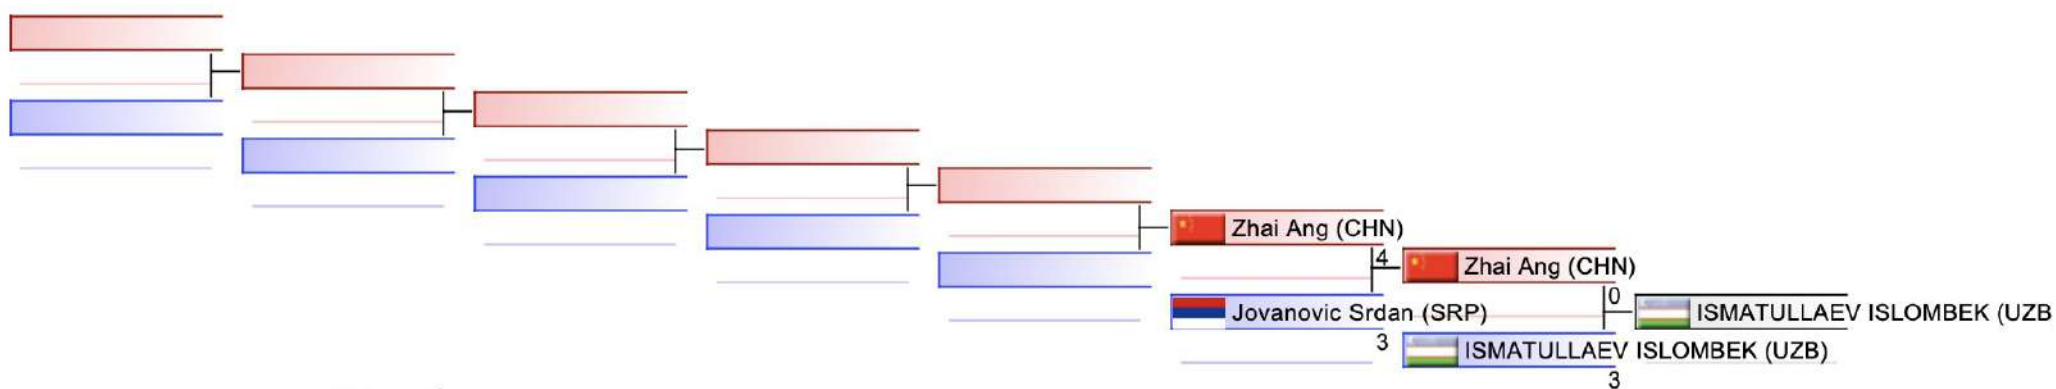 Zhai Ang (CHN)
4
Zhai Ang (CHN)
Jovanovic Srdan (SRP)
3
0
ISMATULLAEV ISLOMBEK (UZB
ISMATULLAEV ISLOMBEK (UZB)
3